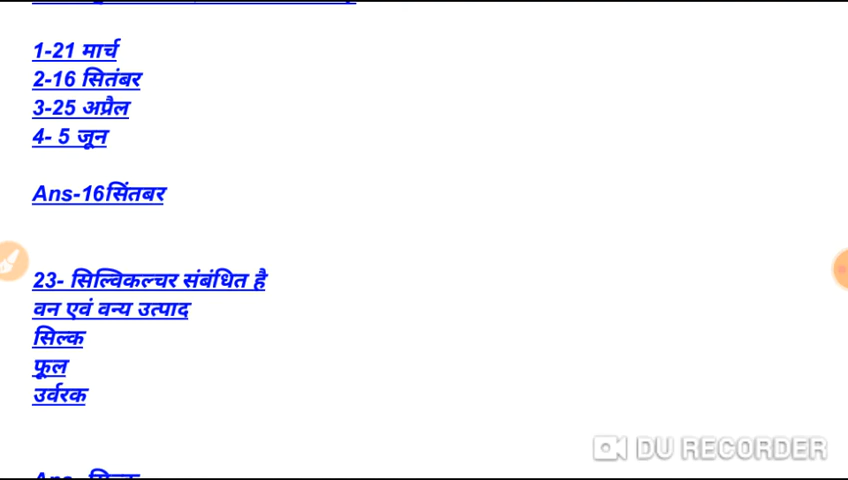 1-21 मार्च
2-16 सितंबर
3-25 अप्रैल
4- 5 जून
Ans-16सिंतबर
23- सिल्विकल्चर संबंधित है
वन एवं वन्य उत्पाद
सिल्क
फूल
उर्वरक
DU RECORDER